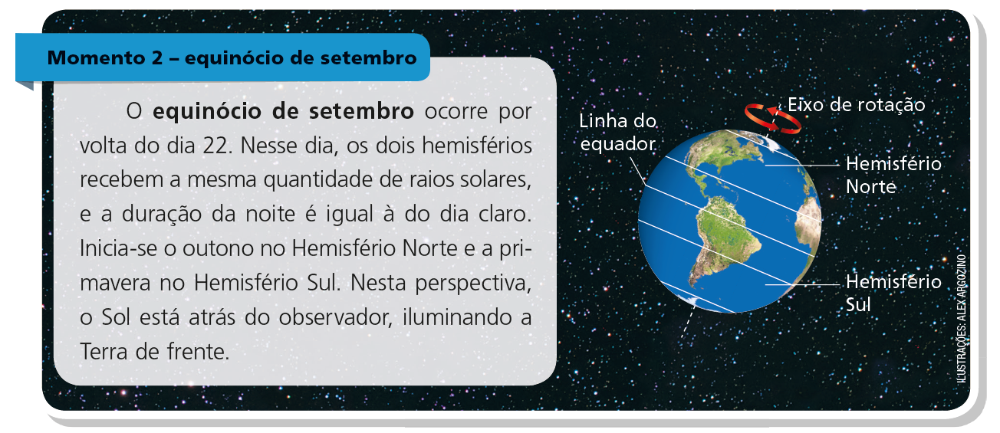 Momento 2 – equinócio de setembro
O equinócio de setembro ocorre por
volta do dia 22. Nesse dia, os dois hemisférios
recebem a mesma quantidade de raios solares,
e a duração da noite é igual à do dia claro.
Inicia-se o outono no Hemisfério Norte e a pri-
mavera no Hemisfério Sul. Nesta perspectiva,
o Sol está atrás do observador, iluminando a
Terra de frente.
Linha do
equador
Eixo de rotação
Hemisfério
Norte
Hemisfério
Sul
ILUSTRAÇÕES: ALEX ARGOZINO